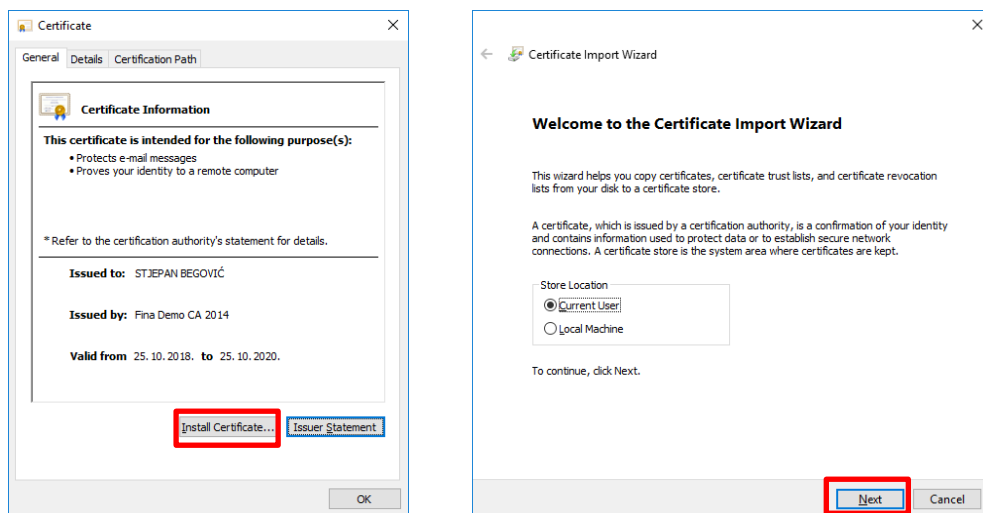 Certificate
General Details Certification Path
Certificate Information
This certificate is intended for the following purpose(s):
• Protects e-mail messages
• Proves your identity to a remote computer
* Refer to the certification authority's statement for details.
Issued to: STJEPAN BEGOVIĆ
Issued by: Fina Demo CA 2014
Valid from 25. 10. 2018. to 25. 10. 2020.
Install Certificate... Issuer Statement
OK
Certificate Import Wizard
Welcome to the Certificate Import Wizard
This wizard helps you copy certificates, certificate trust lists, and certificate revocation
lists from your disk to a certificate store.
A certificate, which is issued by a certification authority, is a confirmation of your identity
and contains information used to protect data or to establish secure network
connections. A certificate store is the system area where certificates are kept.
Store Location
Current User
Local Machine
To continue, click Next.
Next Cancel